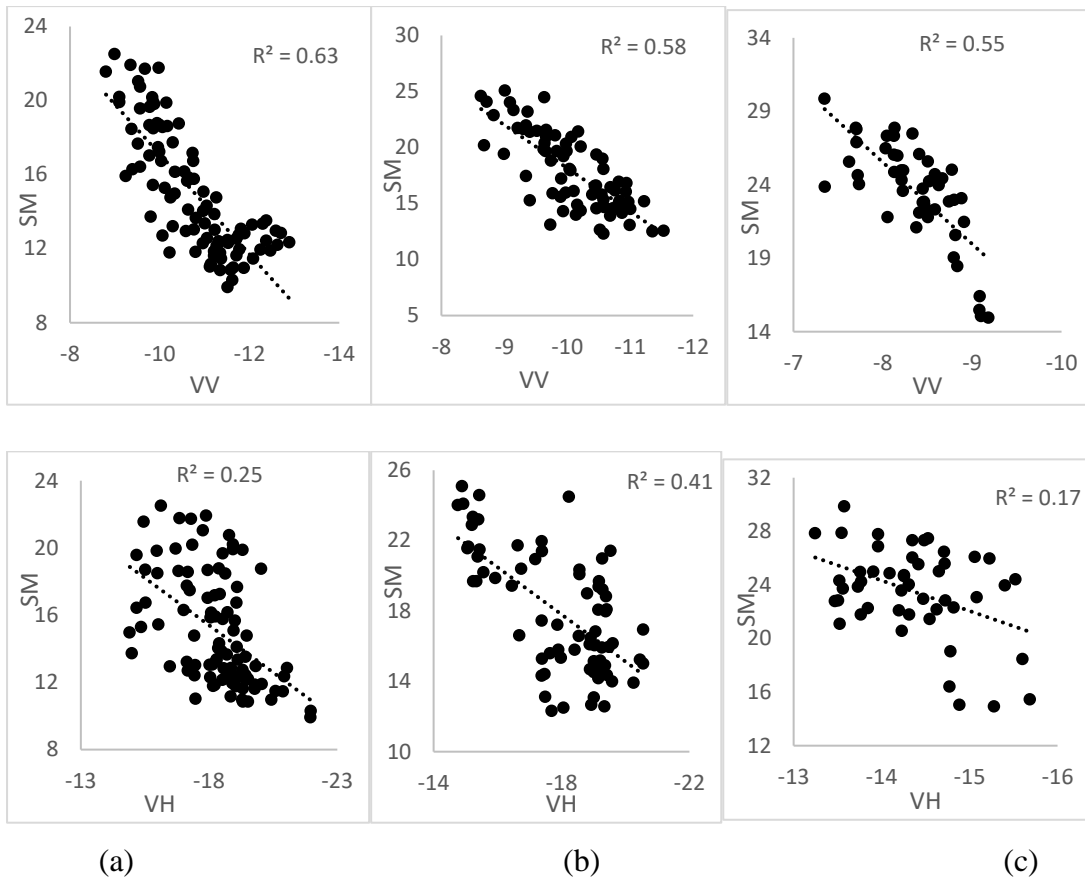 R² = 0.63
24
20
16
12
8
SM
-8 -10 -12 -14
VV
R² = 0.58
30
25
20
15
10
5
SM
-8 -9 -10 -11 -12
VV
R² = 0.55
34
29
24
19
14
SM
-7 -8 -9 -10
VV
R² = 0.25
24
20
16
12
8
SM
-13 -18 -23
VH
R² = 0.41
26
22
18
14
10
SM
-14 -18 -22
VH
R² = 0.17
32
28
24
20
16
12
SM
-13 -14 -15 -16
VH
(a) (b) (c)